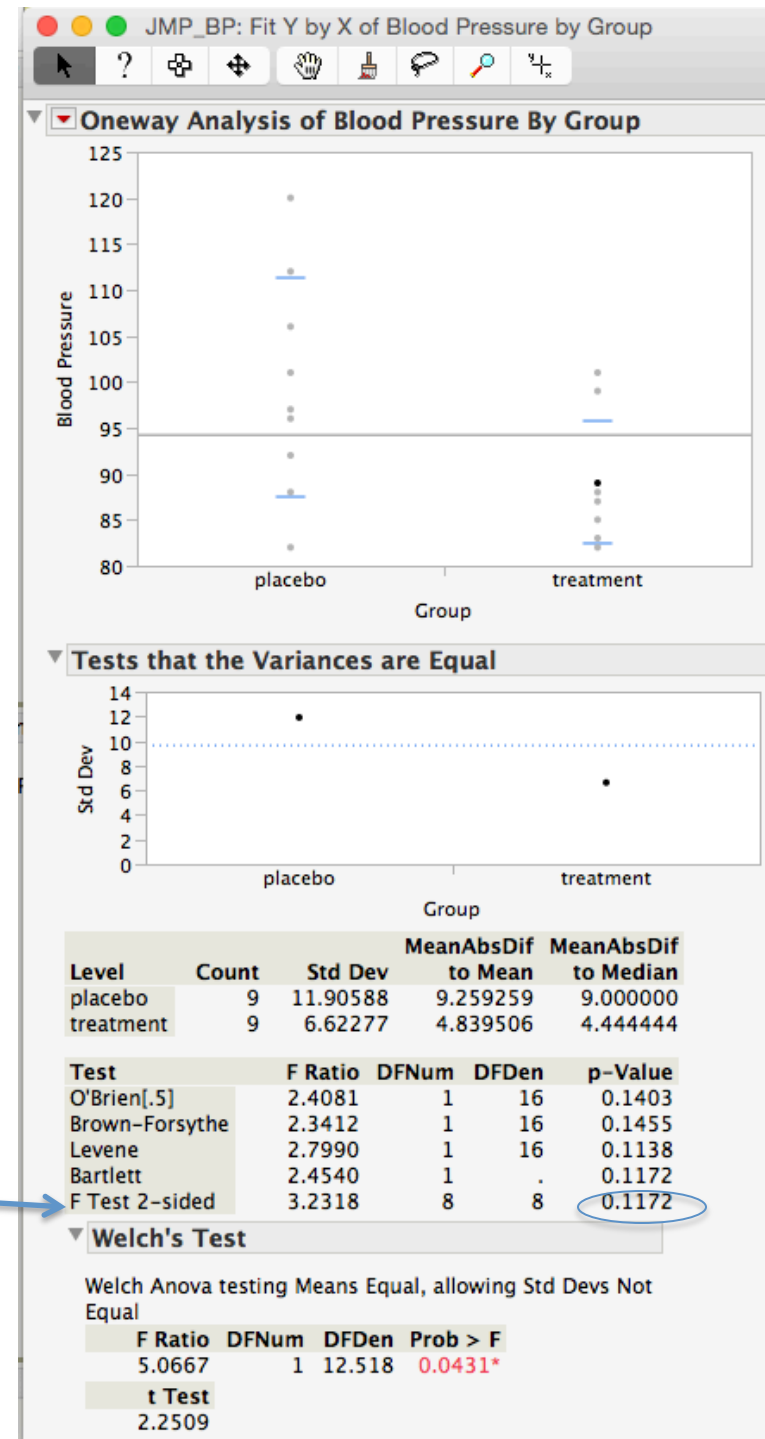 JMP_BP: Fit Y by X of Blood Pressure by Group
?
Oneway Analysis of Blood Pressure By Group
125
120
115
110
105
100
95
90
85
80
Blood Pressure
placebo treatment
Group
Tests that the Variances are Equal
14
12
10
8
6
4
2
0
Std Dev
placebo treatment
Group
MeanAbsDif MeanAbsDif
Level Count Std Dev to Mean to Median
placebo 9 11.90588 9.259259 9.000000
treatment 9 6.62277 4.839506 4.444444
Test F Ratio DFNum DFDen p-Value
O'Brien[.5] 2.4081 1 16 0.1403
Brown-Forsythe 2.3412 1 16 0.1455
Levene 2.7990 1 16 0.1138
Bartlett 2.4540 1 . 0.1172
F Test 2-sided 3.2318 8 8 0.1172
Welch's Test
Welch Anova testing Means Equal, allowing Std Devs Not
Equal
F Ratio DFNum DFDen Prob > F
5.0667 1 12.518 0.0431*
t Test
2.2509